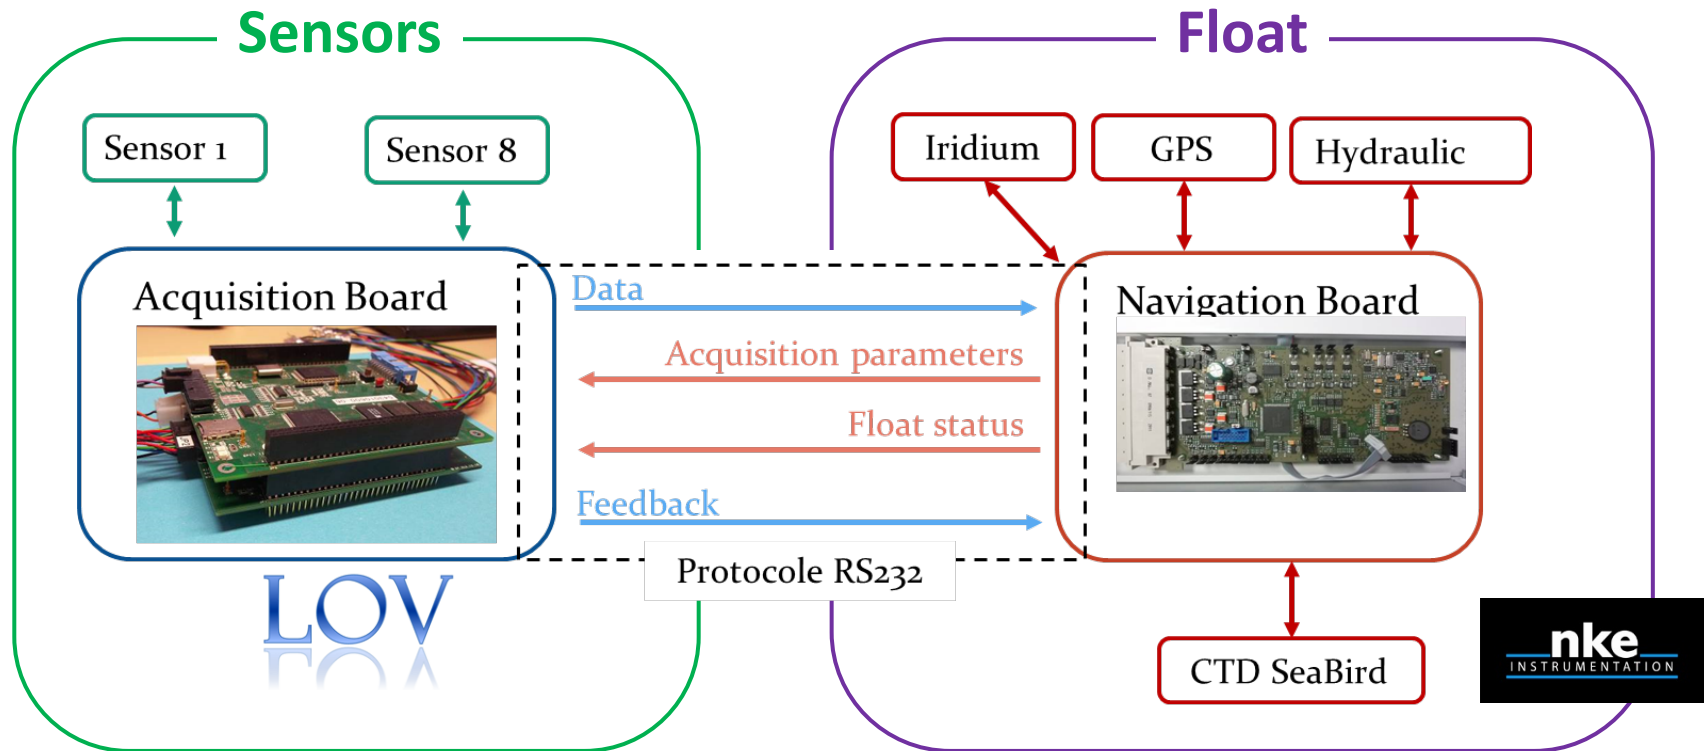 Sensors
Float
Sensor 1
Sensor 8
Iridium
GPS
Hydraulic
Acquisition Board
Data
Navigation Board
Acquisition parameters
Float status
Feedback
Protocole RS232
LOV
CTD SeaBird
nke
INSTRUMENTATION